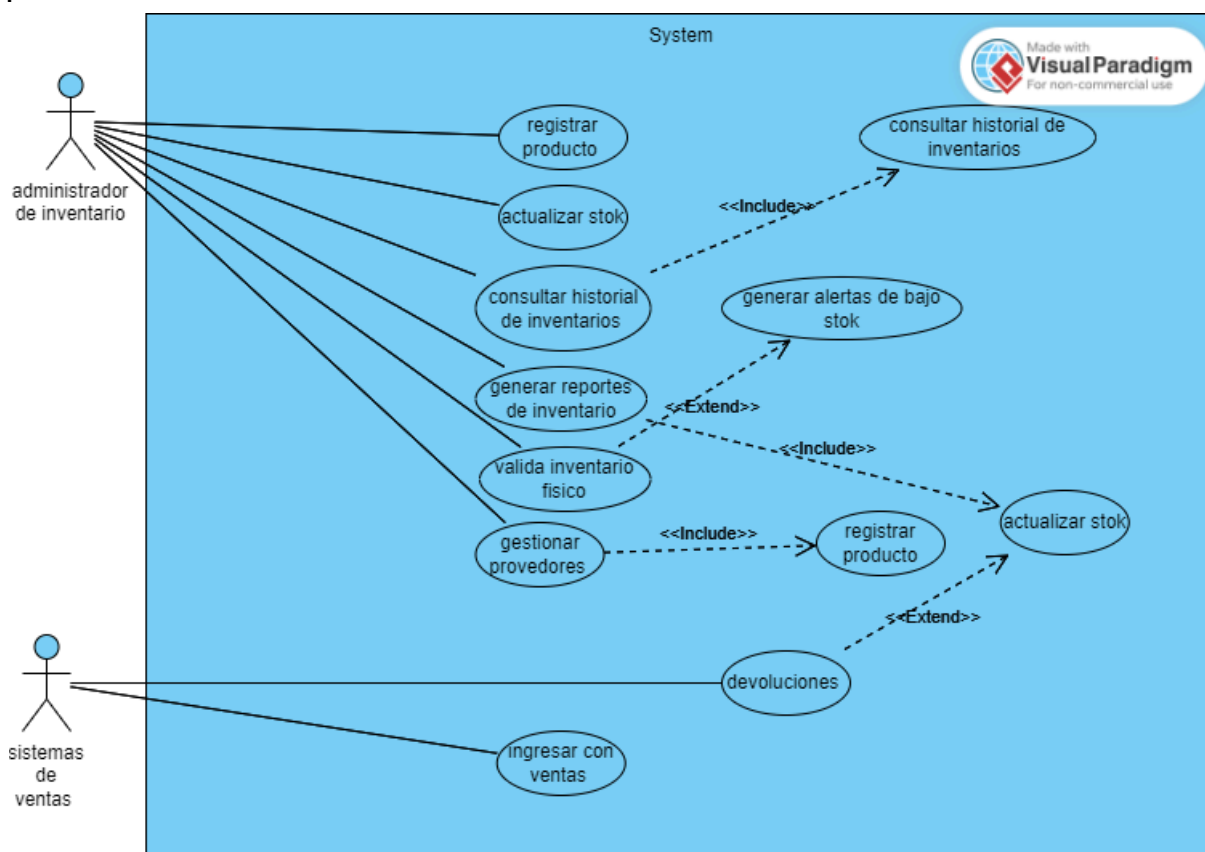 System
Made with
Visual Paradigm
For non-commercial use
administrador
de inventario
registrar
producto
consultar historial de
inventarios
actualizar stok
<<Include>>
consultar historial
de inventarios
generar alertas de bajo
stok
generar reportes
de inventario
<<Extend>>
<<Include>>
valida inventario
fisico
gestionar
provedores
<<Include>>
registrar
producto
actualizar stok
<<Extend>>
devoluciones
sistemas
de
ventas
ingresar con
ventas